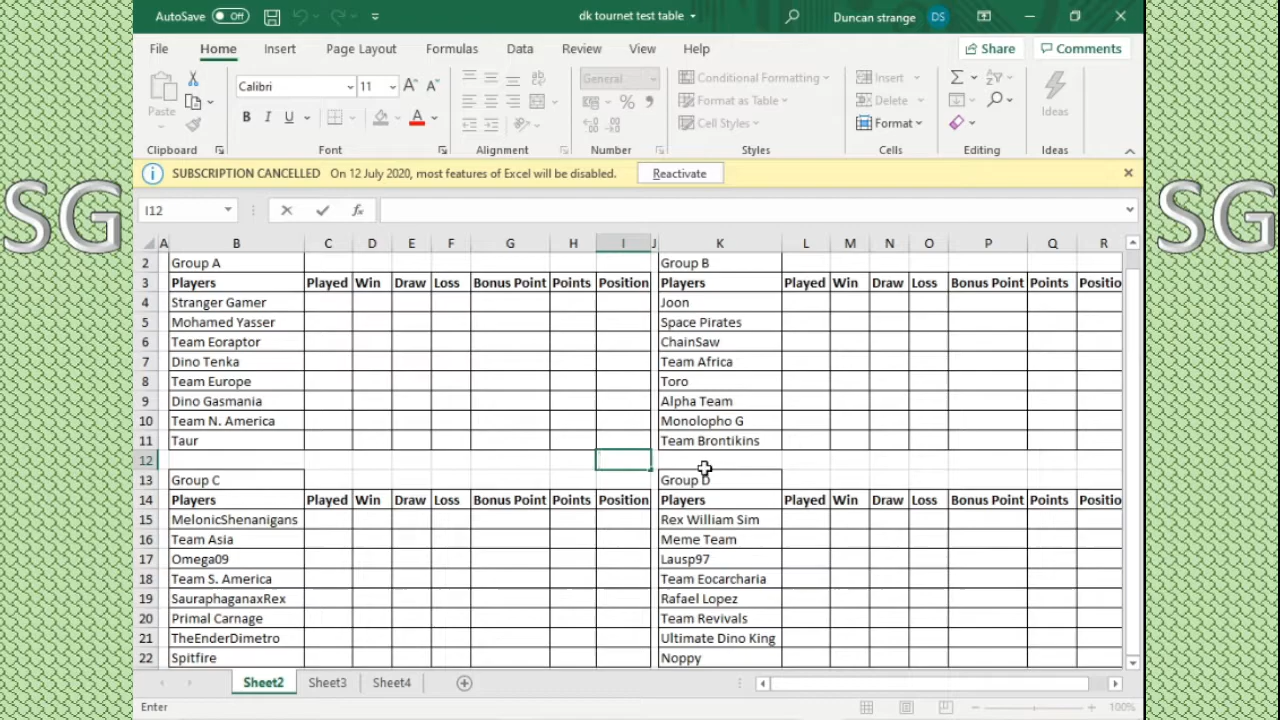 AutoSave Off dk tournet test table Duncan strange DS
File Home Insert Page Layout Formulas Data Review View Help Share Comments
Paste Calibri 11 General Conditional Formatting Insert
Format as Table Delete Ideas
B I U A Cell Styles Format
Clipboard Font Alignment Number Styles Cells Editing Ideas
SUBSCRIPTION CANCELLED On 12 July 2020, most features of Excel will be disabled. Reactivate
SG SG
I12 fx
A B C D E F G H I J K L M N O P Q R
2 Group A Group B
3 Players Played Win Draw Loss Bonus Point Points Position Players Played Win Draw Loss Bonus Point Points Positio
4 Stranger Gamer Joon
5 Mohamed Yasser Space Pirates
6 Team Eoraptor ChainSaw
7 Dino Tenka Team Africa
8 Team Europe Toro
9 Dino Gasmania Alpha Team
10 Team N. America Monolopho G
11 Taur Team Brontikins
12
13 Group C Group D
14 Players Played Win Draw Loss Bonus Point Points Position Players Played Win Draw Loss Bonus Point Points Positio
15 MelonicShenanigans Rex William Sim
16 Team Asia Meme Team
17 Omega09 Lausp97
18 Team S. America Team Eocarcharia
19 SauraphaganaxRex Rafael Lopez
20 Primal Carnage Team Revivals
21 TheEnderDimetro Ultimate Dino King
22 Spitfire Noppy
Sheet2 Sheet3 Sheet4
Enter 100%